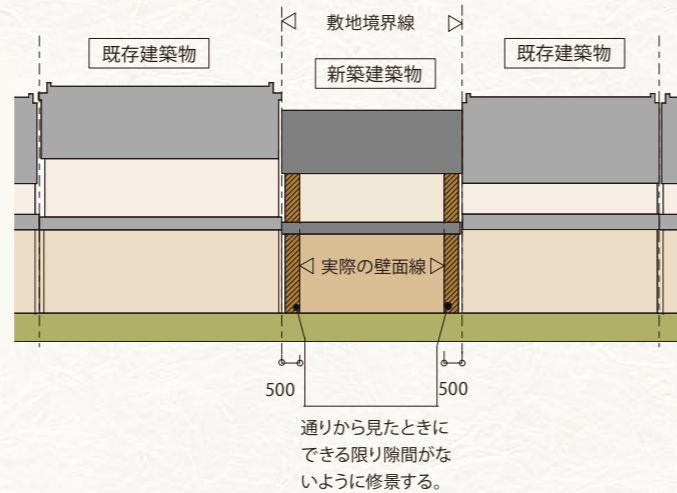 敷地境界線
既存建築物
新築建築物
既存建築物
実際の壁面線
500
500
通りから見たときに
できる限り隙間がな
いように修景する。